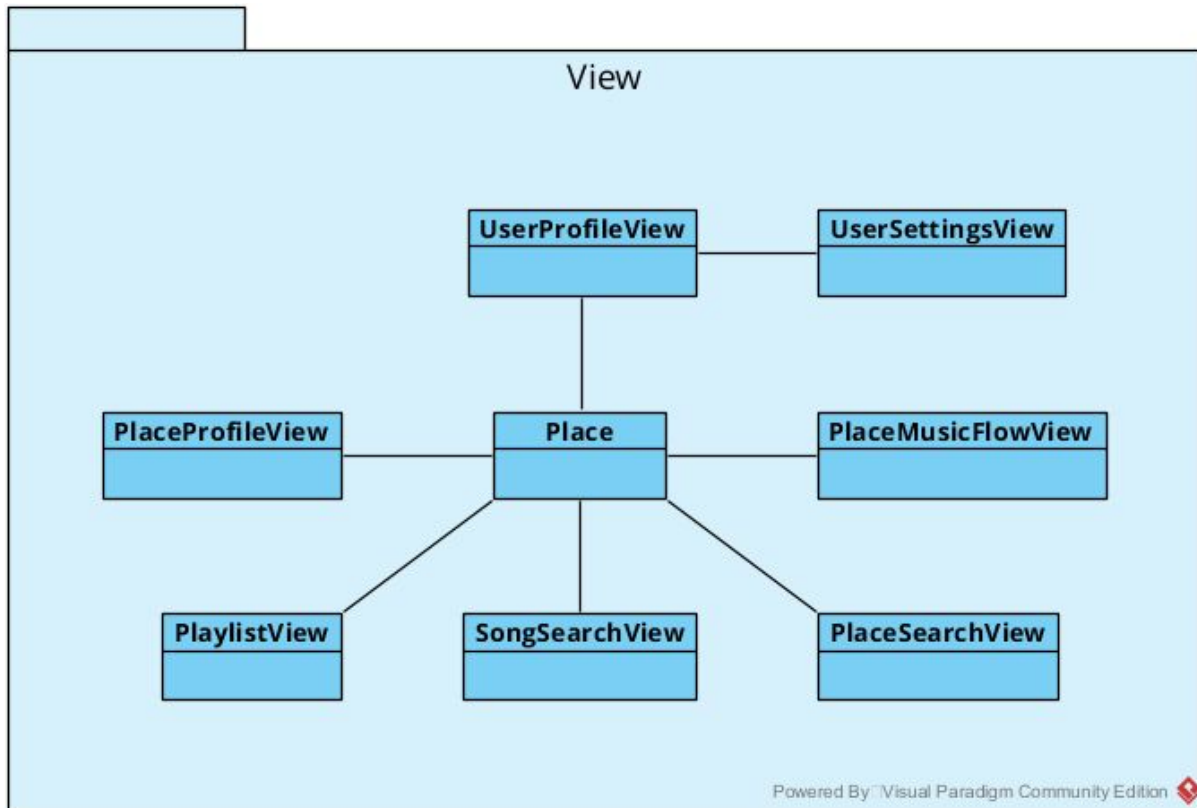 View
UserProfileView
UserSettingsView
PlaceProfileView
Place
PlaceMusicFlowView
PlaylistView
SongSearchView
PlaceSearchView
Powered By Visual Paradigm Community Edition